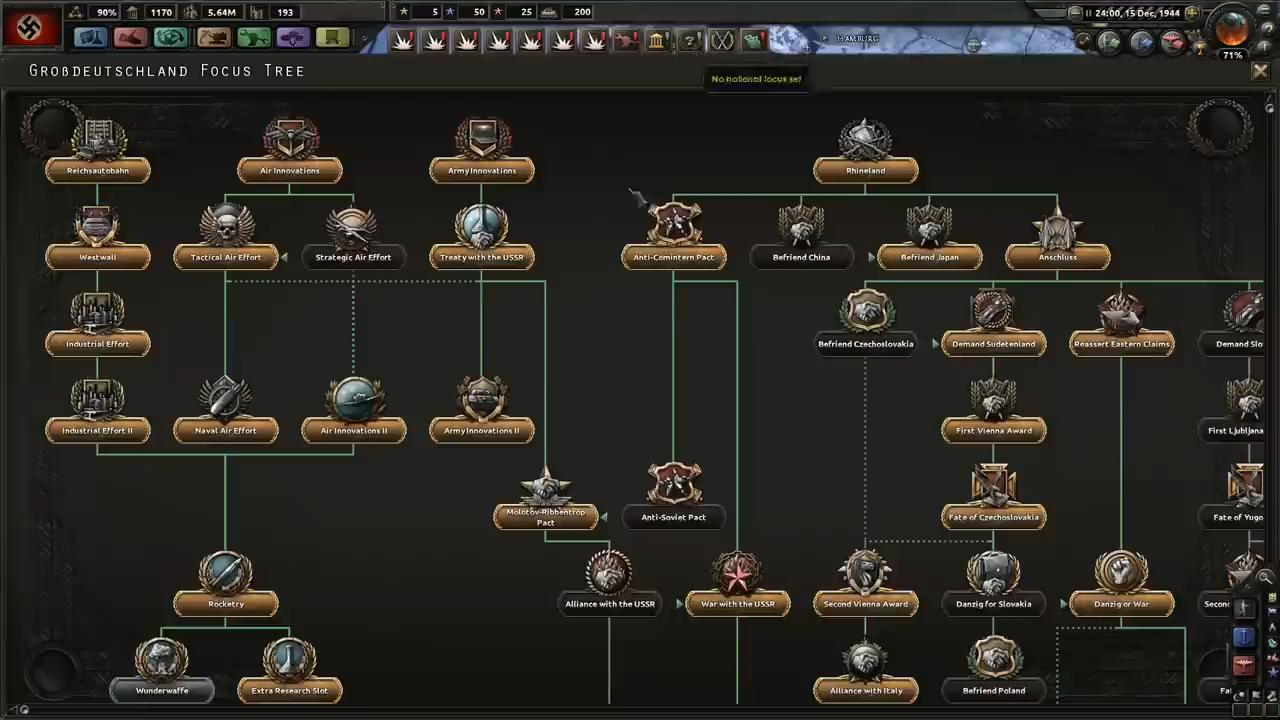 90% 1170 5.64M 193 5 50 25 200 24:00, 15 Dec, 1944
HAMBURG
71%
GROßDEUTSCHLAND FOCUS TREE
No national focus set
Reichsautobahn Air Innovations Army Innovations Rhineland
Westwall Tactical Air Effort Strategic Air Effort Treaty with the USSR Anti-Comintern Pact Befriend China Befriend Japan Anschluss
Industrial Effort Befriend Czechoslovakia Demand Sudetenland Reassert Eastern Claims Demand Slo
Industrial Effort II Naval Air Effort Air Innovations II Army Innovations II First Vienna Award First Ljubljana
Molotov-Ribbentrop
Pact
Anti-Soviet Pact Fate of Czechoslovakia Fate of Yugo
Rocketry Alliance with the USSR War with the USSR Second Vienna Award Danzig for Slovakia Danzig or War Secon
Wunderwaffe Extra Research Slot Alliance with Italy Befriend Poland Fa